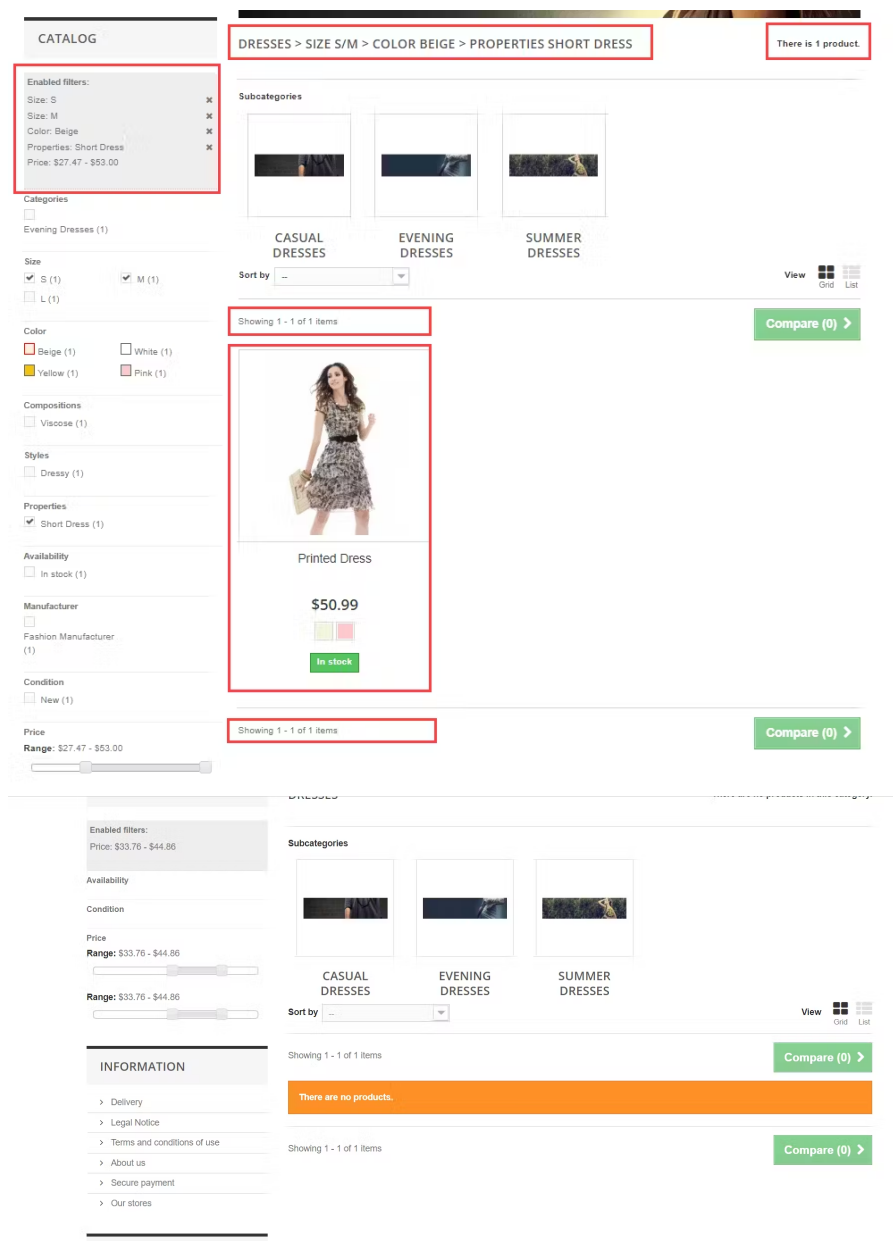 CATALOG
Enabled filters:
Size: S
Size: M
Color: Beige
Properties: Short Dress
Price: $27.47 - $53.00
Categories
Evening Dresses (1)
Size
S (1) M (1)
L (1)
Color
Beige (1) White (1)
Yellow (1) Pink (1)
Compositions
Viscose (1)
Styles
Dressy (1)
Properties
Short Dress (1)
Availability
In stock (1)
Manufacturer
Fashion Manufacturer
(1)
Condition
New (1)
Price
Range: $27.47 - $53.00
DRESSES > SIZE S/M > COLOR BEIGE > PROPERTIES SHORT DRESS
There is 1 product.
Subcategories
CASUAL DRESSES
EVENING DRESSES
SUMMER DRESSES
Sort by --
View
Grid List
Showing 1 - 1 of 1 items
Compare (0)
Printed Dress
$50.99
In stock
Showing 1 - 1 of 1 items
Compare (0)
DRESSES
There are no products in this category.
Enabled filters:
Price: $33.76 - $44.86
Availability
Condition
Price
Range: $33.76 - $44.86
Range: $33.76 - $44.86
INFORMATION
Delivery
Legal Notice
Terms and conditions of use
About us
Secure payment
Our stores
Subcategories
CASUAL DRESSES
EVENING DRESSES
SUMMER DRESSES
Sort by --
View
Grid List
Showing 1 - 1 of 1 items
Compare (0)
There are no products.
Showing 1 - 1 of 1 items
Compare (0)